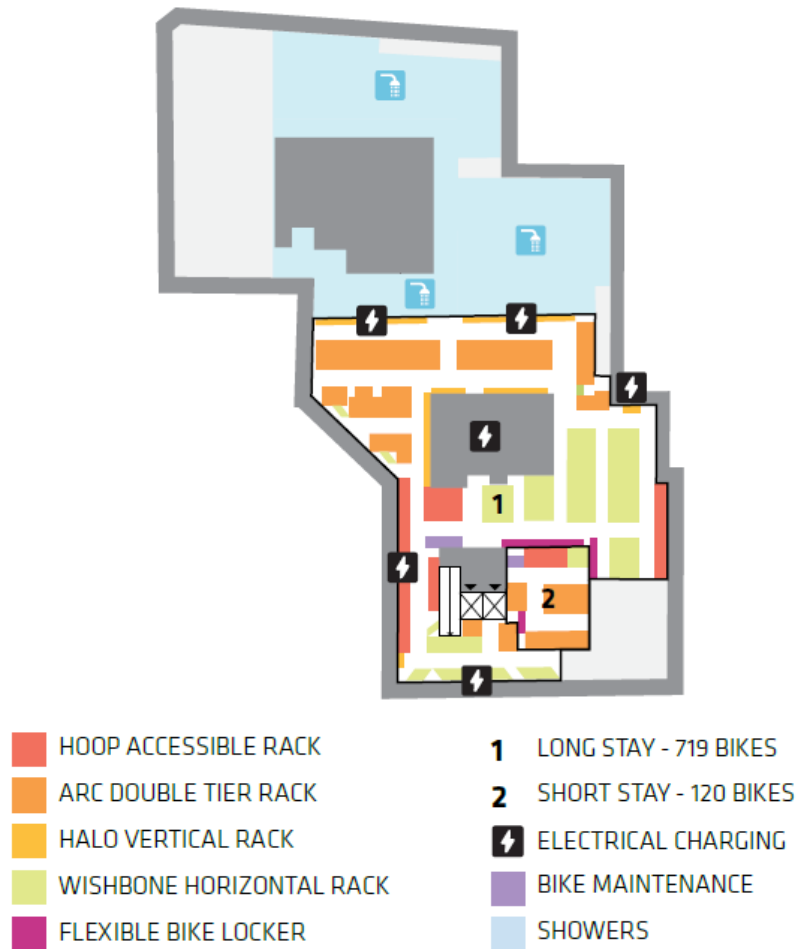 1
2
HOOP ACCESSIBLE RACK
ARC DOUBLE TIER RACK
HALO VERTICAL RACK
WISHBONE HORIZONTAL RACK
FLEXIBLE BIKE LOCKER
1 LONG STAY - 719 BIKES
2 SHORT STAY - 120 BIKES
ELECTRICAL CHARGING
BIKE MAINTENANCE
SHOWERS